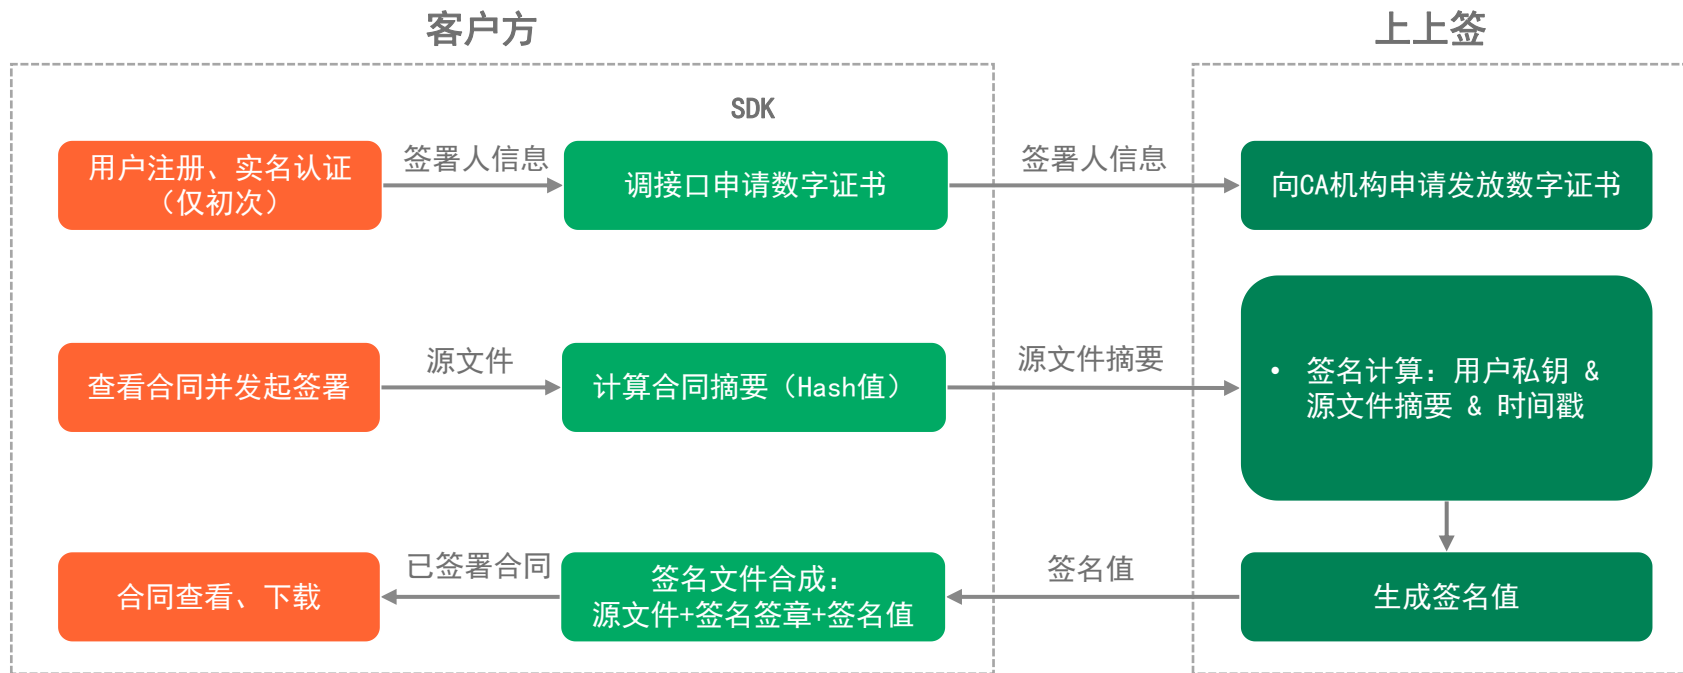 客户方
上上签
SDK
用户注册、实名认证
（仅初次）
签署人信息
调接口申请数字证书
签署人信息
向CA机构申请发放数字证书
查看合同并发起签署
源文件
计算合同摘要（Hash值）
源文件摘要
• 签名计算：用户私钥 &
源文件摘要 & 时间戳
合同查看、下载
已签署合同
签名文件合成：
源文件+签名签章+签名值
签名值
生成签名值